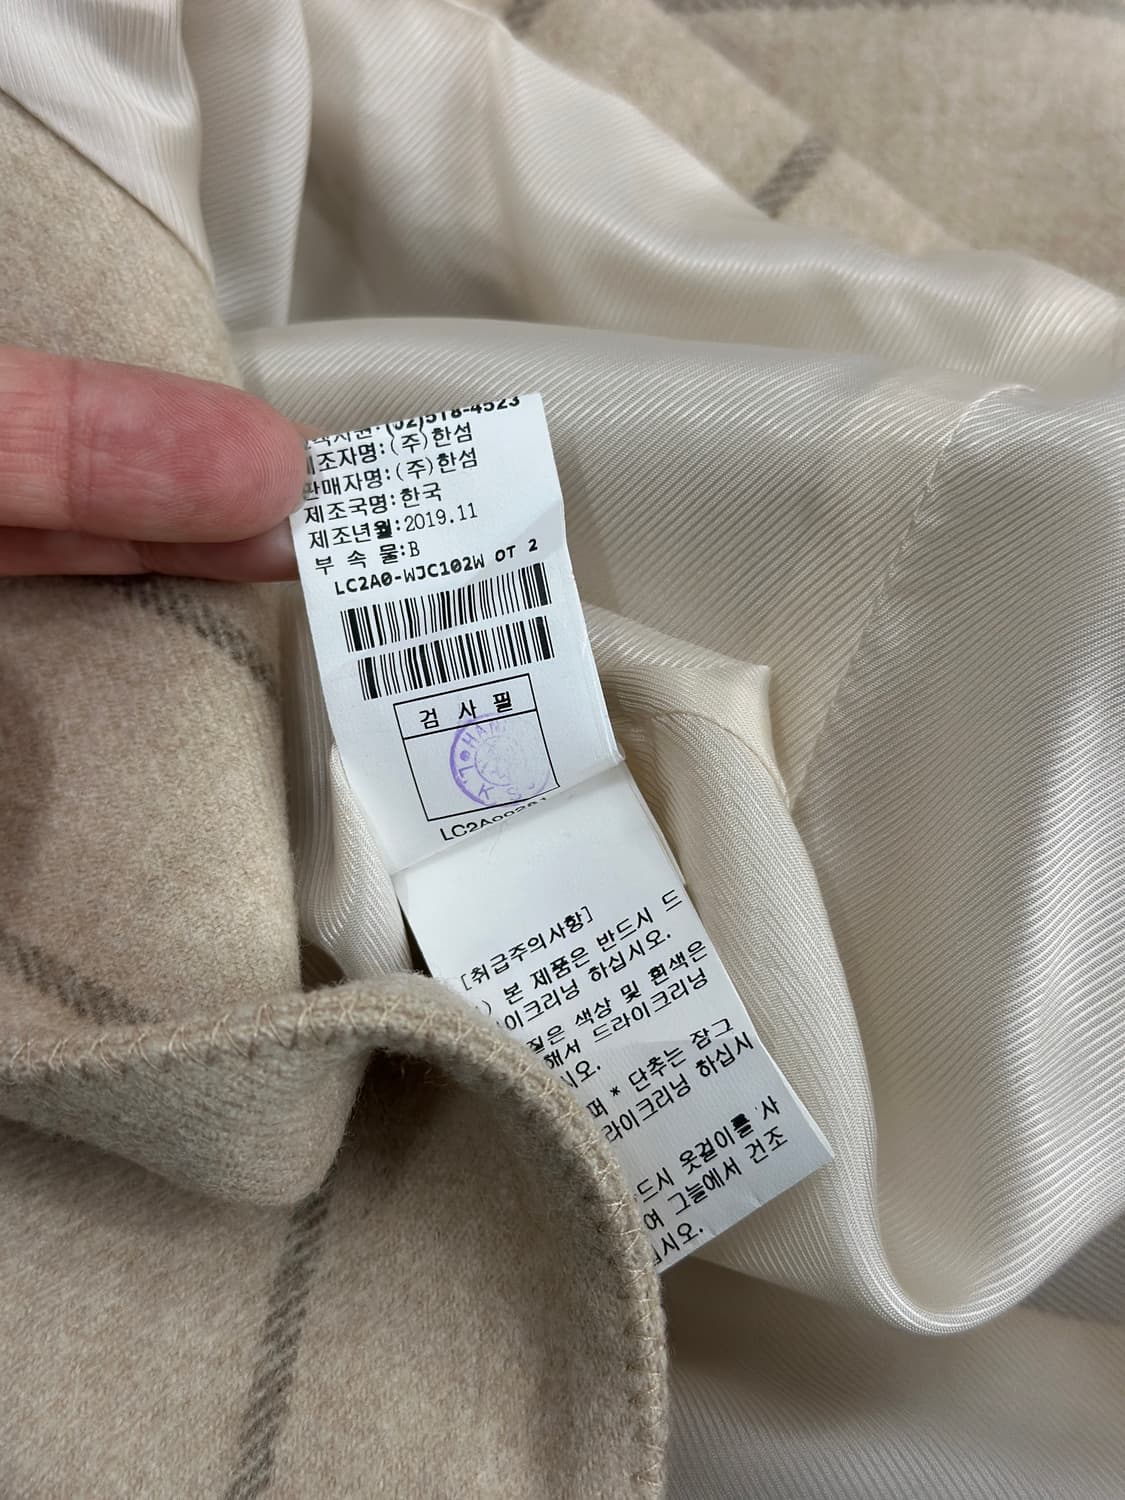 (02)518-4523
제조자명:(주)한섬
판매자명:(주)한섬
제조국명:한국
제조년월:2019.11
부 속 물:B
LC2A0-WJC102W OT 2
검 사 필
[취급주의사항]
본 제품은 반드시 드
이크리닝 하십시오.
질은 색상 및 흰색은
해서 드라이크리닝
시오.
며 * 단추는 잠그
라이크리닝 하십시
드시 옷걸이를 사
여 그늘에서 건조
십시오.